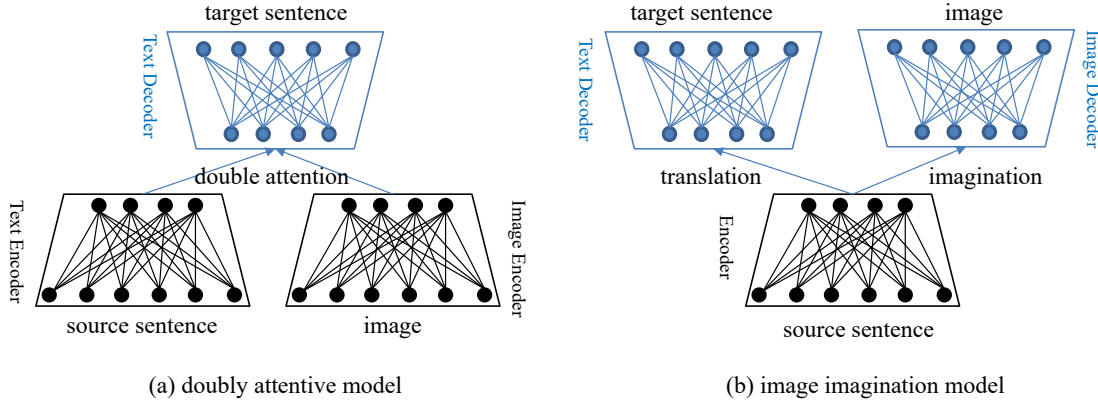 target sentence
Text Decoder
double attention
Text Encoder
Image Encoder
source sentence
image
(a) doubly attentive model
target sentence
image
Text Decoder
Image Decoder
translation
imagination
Encoder
source sentence
(b) image imagination model